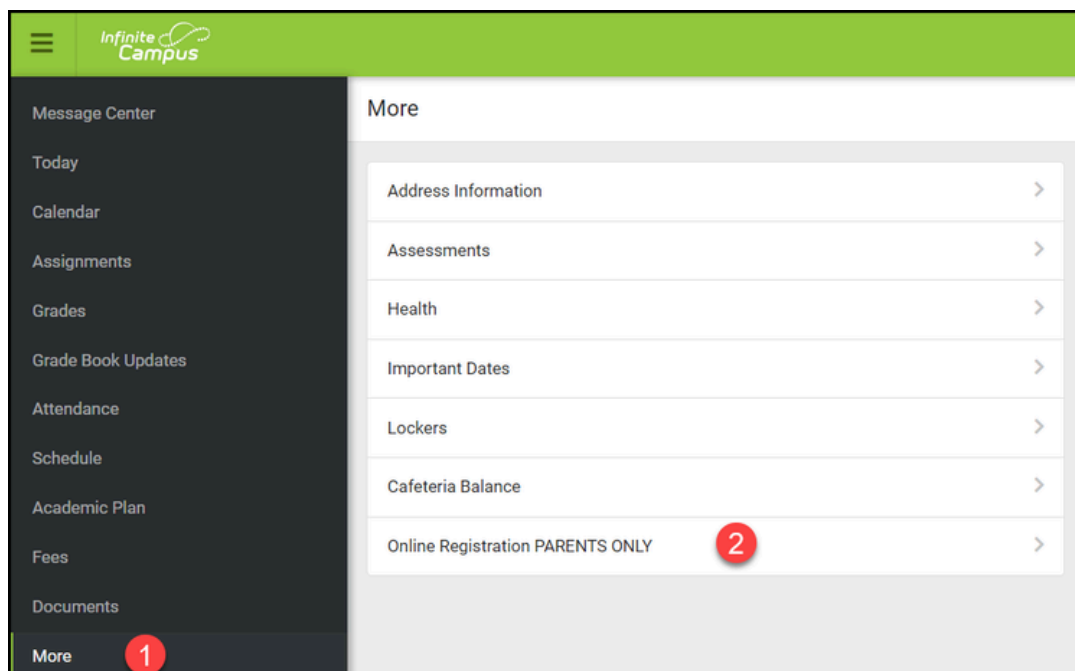 Infinite
Campus
Message Center
Today
Calendar
Assignments
Grades
Grade Book Updates
Attendance
Schedule
Academic Plan
Fees
Documents
More
1
More
Address Information
Assessments
Health
Important Dates
Lockers
Cafeteria Balance
Online Registration PARENTS ONLY
2